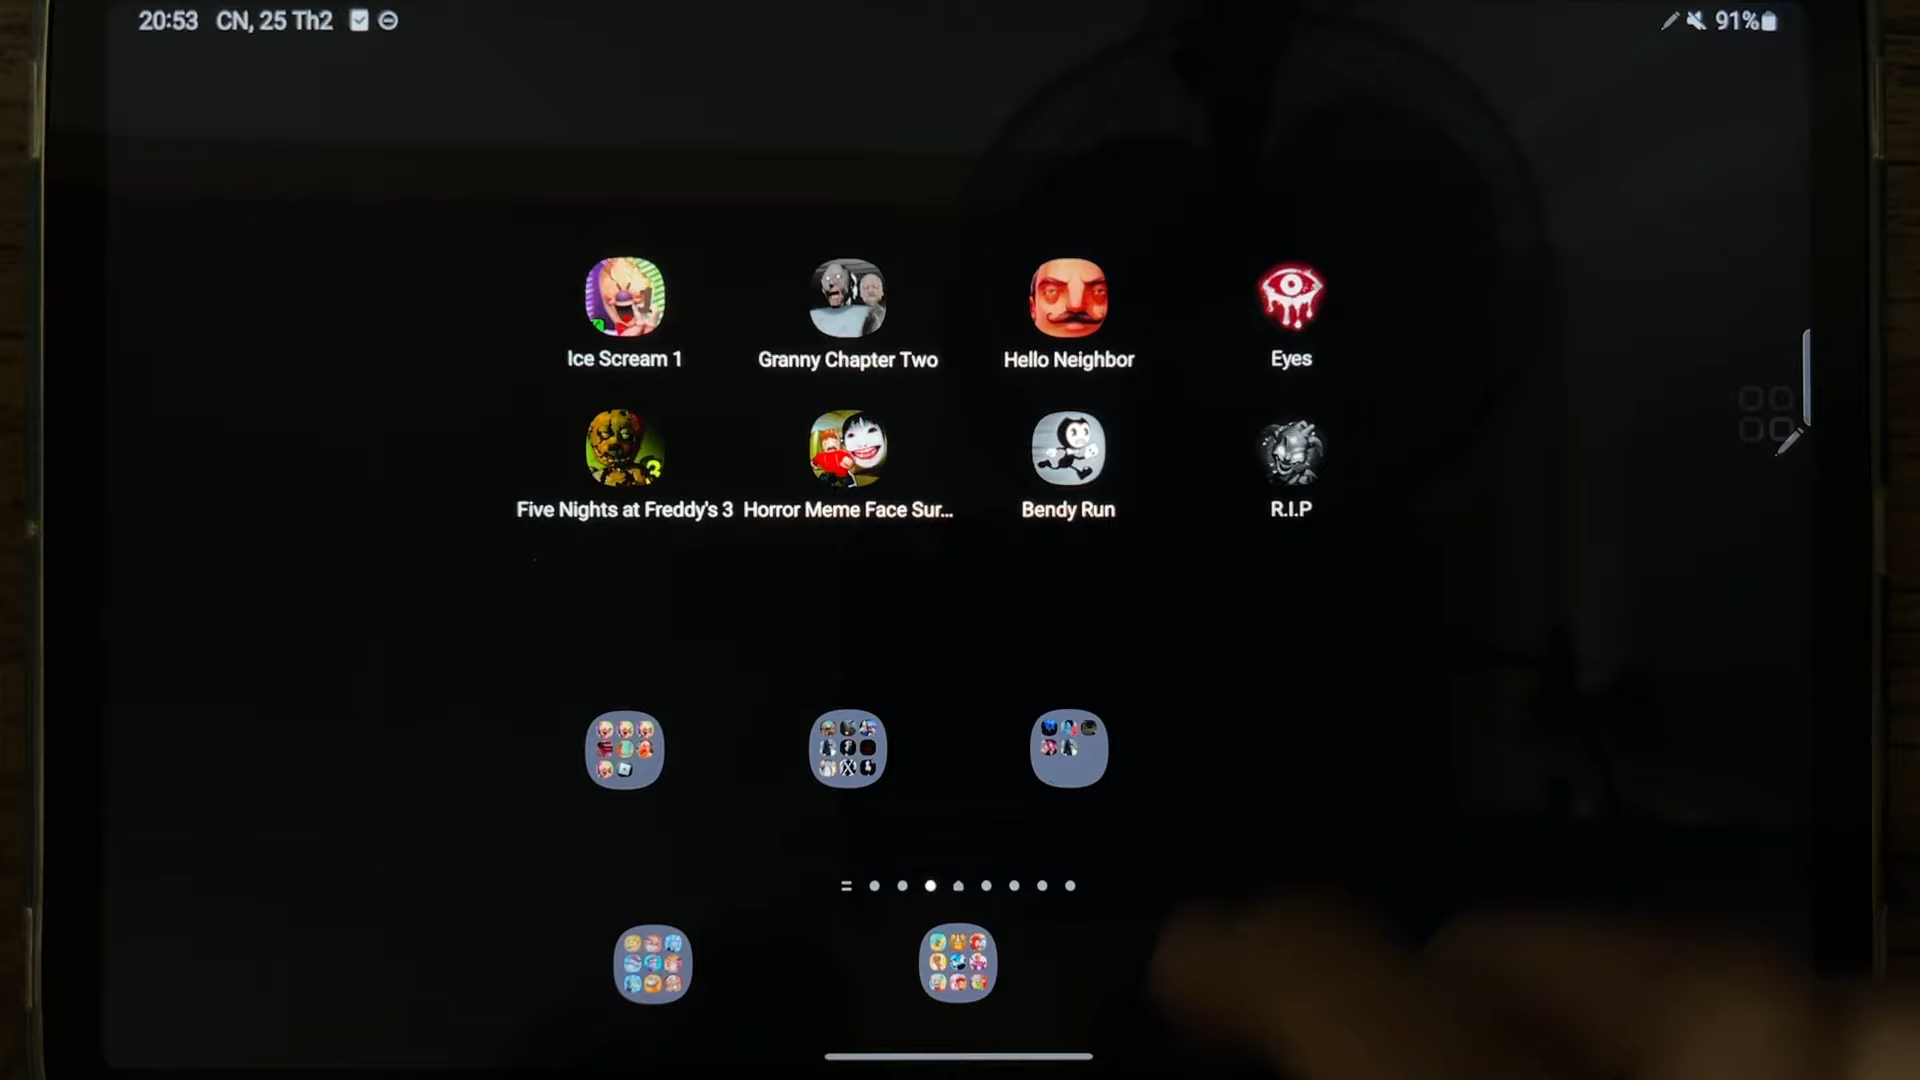 20:53 CN, 25 Th2
91%
Ice Scream 1
Granny Chapter Two
Hello Neighbor
Eyes
3
Five Nights at Freddy's 3
Horror Meme Face Sur...
Bendy Run
R.I.P